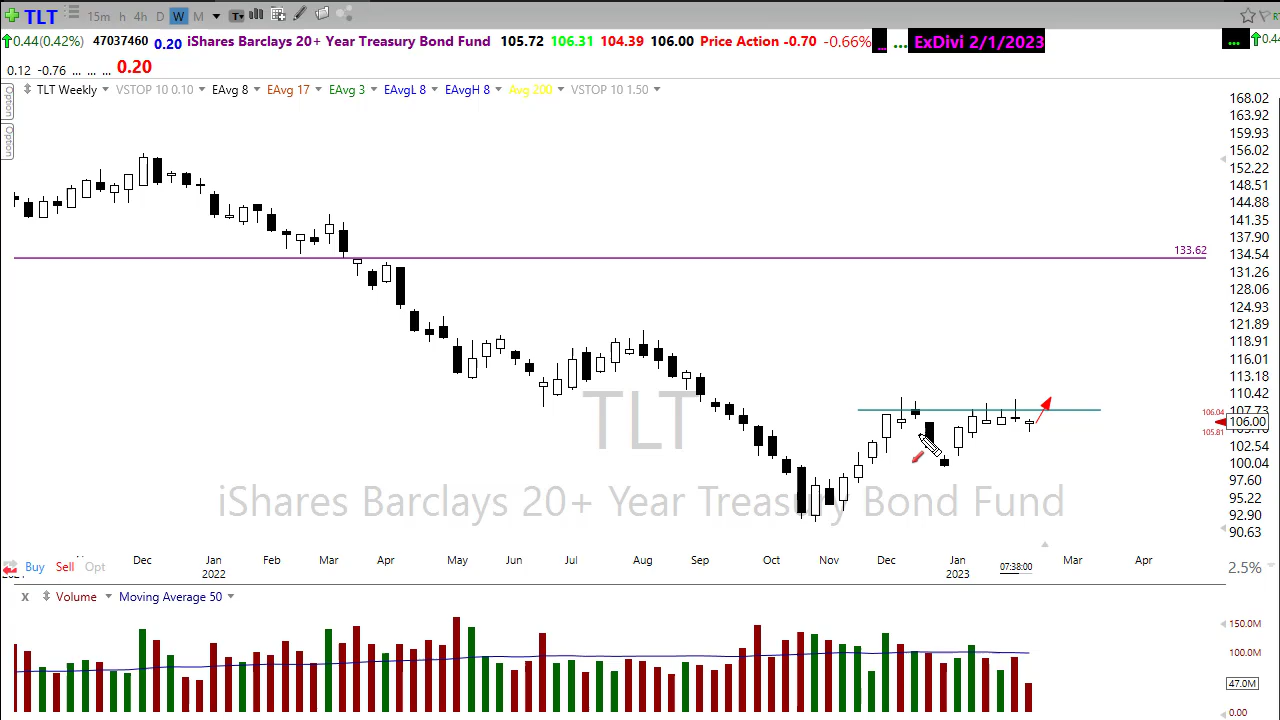 TLT 15m h 4h D W M T
0.44(0.42%) 47037460 0.20 iShares Barclays 20+ Year Treasury Bond Fund 105.72 106.31 104.39 106.00 Price Action -0.70 -0.66% ... ... ExDivi 2/1/2023 ... 0.44
0.12 -0.76 ... ... ... 0.20
Option
Option
TLT Weekly VSTOP 10 0.10 EAvg 8 EAvg 17 EAvg 3 EAvgL 8 EAvgH 8 Avg 200 VSTOP 10 1.50
168.02
163.92
159.93
156.02
152.22
148.51
144.88
141.35
137.90
133.62
134.54
131.26
128.06
124.93
121.89
118.91
116.01
113.18
110.42
107.73
106.04
106.00
105.81
102.54
100.04
97.60
95.22
92.90
90.63
TLT
iShares Barclays 20+ Year Treasury Bond Fund
Dec Jan Feb Mar Apr May Jun Jul Aug Sep Oct Nov Dec Jan Mar Apr
2022 2023 07:38:00
Buy Sell Opt 2.5%
x Volume Moving Average 50
150.0M
100.0M
47.0M
0.00